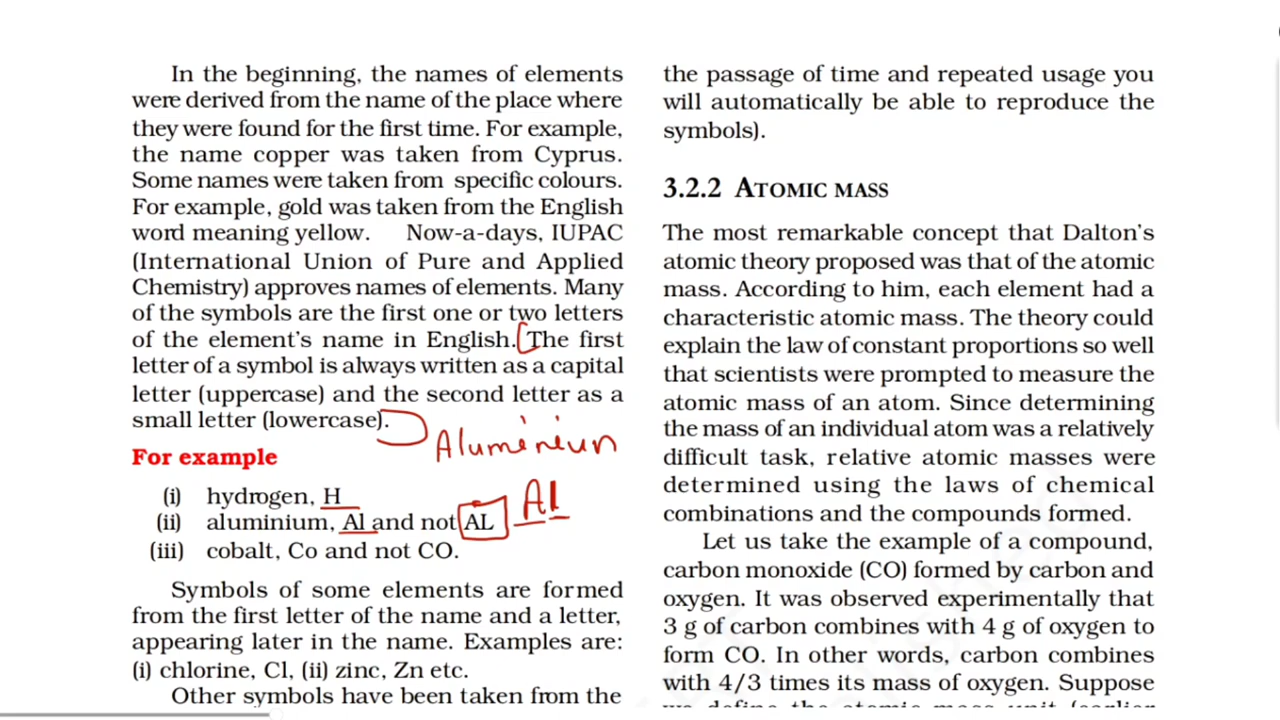 In the beginning, the names of elements
were derived from the name of the place where
they were found for the first time. For example,
the name copper was taken from Cyprus.
Some names were taken from specific colours.
For example, gold was taken from the English
word meaning yellow. Now-a-days, IUPAC
(International Union of Pure and Applied
Chemistry) approves names of elements. Many
of the symbols are the first one or two letters
of the element's name in English. The first
letter of a symbol is always written as a capital
letter (uppercase) and the second letter as a
small letter (lowercase).
Aluminiun
For example
(i) hydrogen, H
(ii) aluminium, Al and not AL Al
(iii) cobalt, Co and not CO.
Symbols of some elements are formed
from the first letter of the name and a letter,
appearing later in the name. Examples are:
(i) chlorine, Cl, (ii) zinc, Zn etc.
Other symbols have been taken from the
the passage of time and repeated usage you
will automatically be able to reproduce the
symbols).
3.2.2 ATOMIC MASS
The most remarkable concept that Dalton's
atomic theory proposed was that of the atomic
mass. According to him, each element had a
characteristic atomic mass. The theory could
explain the law of constant proportions so well
that scientists were prompted to measure the
atomic mass of an atom. Since determining
the mass of an individual atom was a relatively
difficult task, relative atomic masses were
determined using the laws of chemical
combinations and the compounds formed.
Let us take the example of a compound,
carbon monoxide (CO) formed by carbon and
oxygen. It was observed experimentally that
3 g of carbon combines with 4 g of oxygen to
form CO. In other words, carbon combines
with 4/3 times its mass of oxygen. Suppose